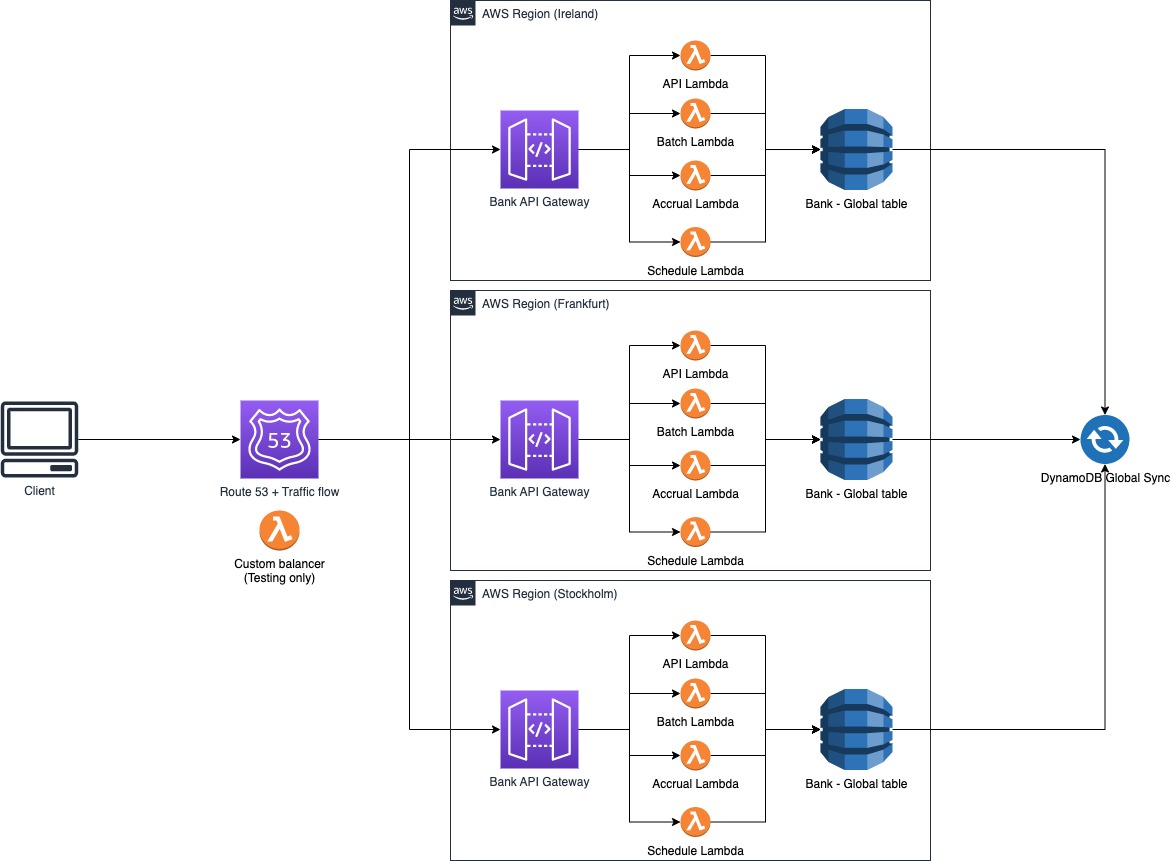 aws
AWS Region (Ireland)
API Lambda
Batch Lambda
</>
Bank API Gateway
Accrual Lambda
Bank - Global table
Schedule Lambda
aws
AWS Region (Frankfurt)
API Lambda
Batch Lambda
Client
53
Route 53 + Traffic flow
Custom balancer
(Testing only)
</>
Bank API Gateway
Accrual Lambda
Bank - Global table
Schedule Lambda
DynamoDB Global Sync
aws
AWS Region (Stockholm)
API Lambda
Batch Lambda
</>
Bank API Gateway
Accrual Lambda
Bank - Global table
Schedule Lambda